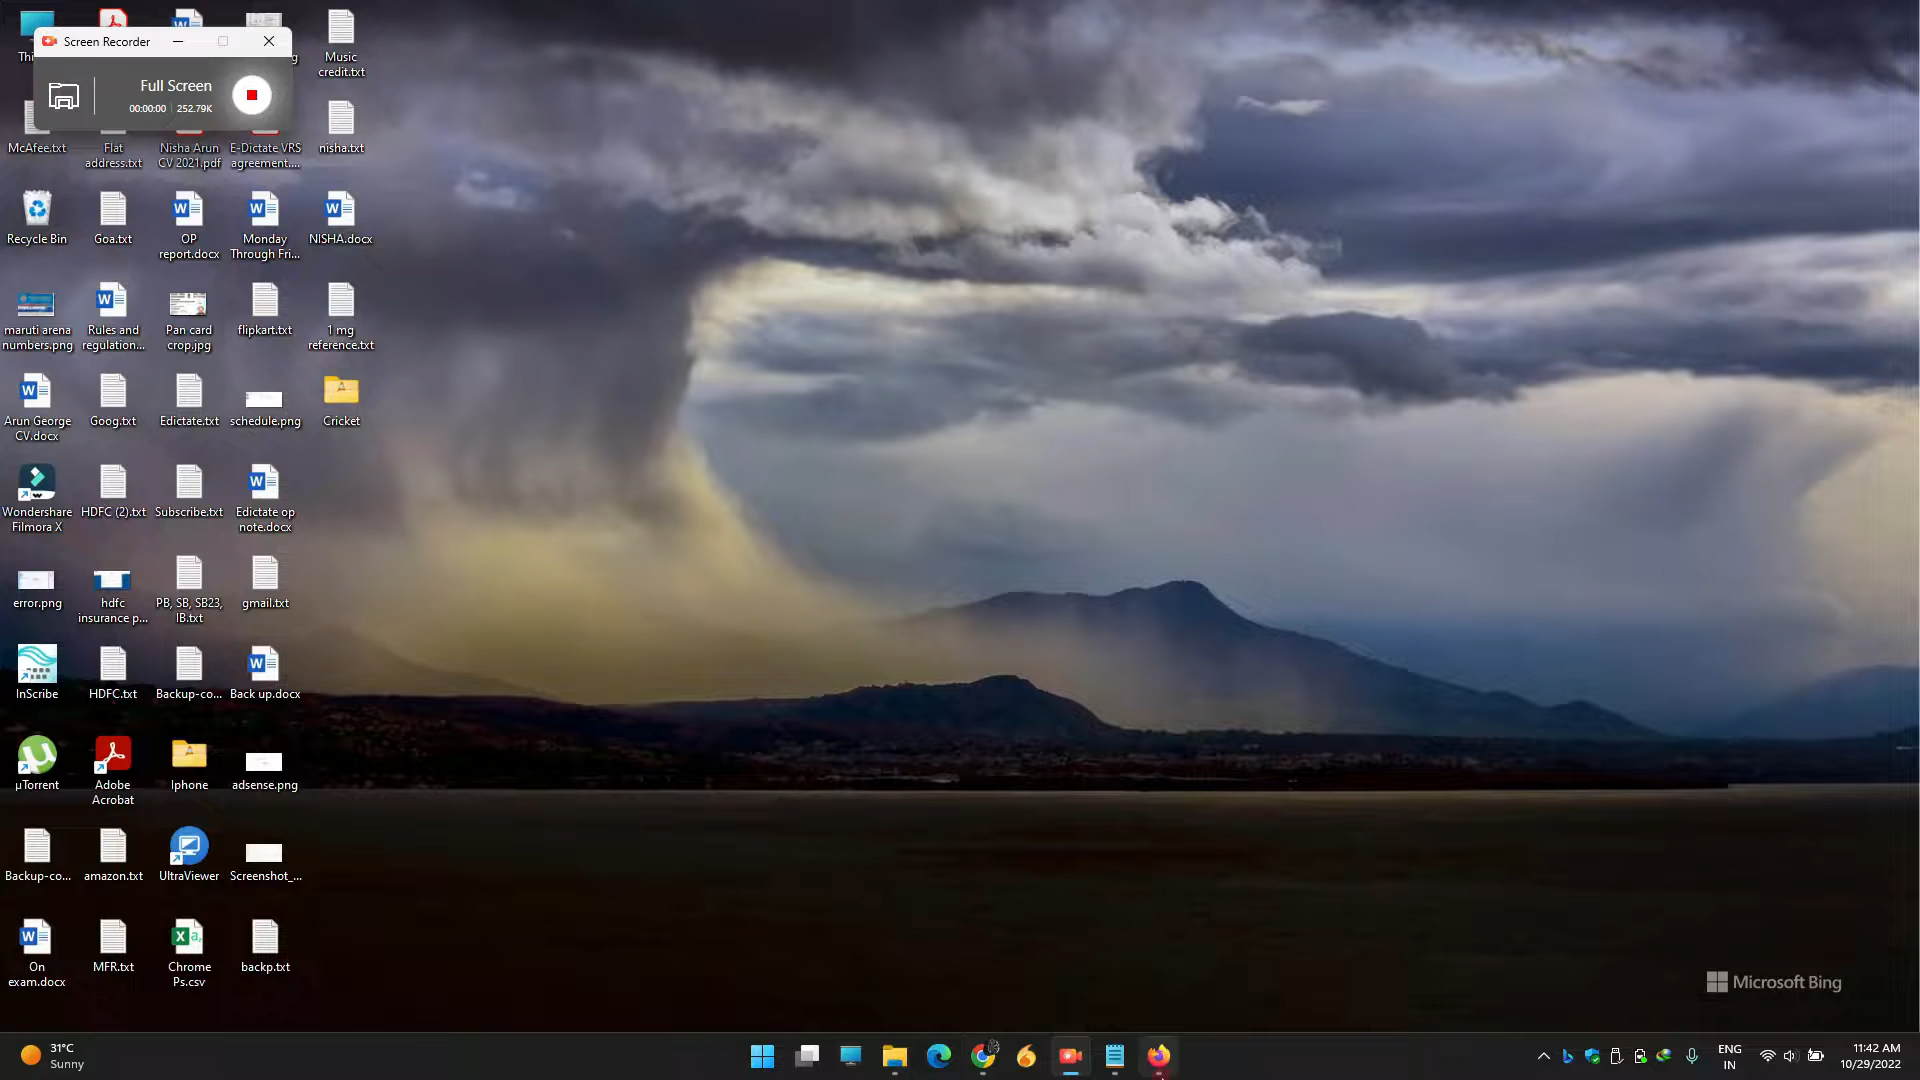 Screen Recorder
Full Screen
00:00:00 252.79K
Music
credit.txt
McAfee.txt
Flat
address.txt
Nisha Arun
CV 2021.pdf
E-Dictate VRS
agreement....
nisha.txt
Recycle Bin
Goa.txt
OP
report.docx
Monday
Through Fri...
NISHA.docx
maruti arena
numbers.png
Rules and
regulation...
Pan card
crop.jpg
flipkart.txt
1 mg
reference.txt
Arun George
CV.docx
Goog.txt
Edictate.txt
schedule.png
Cricket
Wondershare
Filmora X
HDFC (2).txt
Subscribe.txt
Edictate op
note.docx
error.png
hdfc
insurance p...
PB, SB, SB23,
IB.txt
gmail.txt
InScribe
HDFC.txt
Backup-co...
Back up.docx
µTorrent
Adobe
Acrobat
Iphone
adsense.png
Backup-co...
amazon.txt
UltraViewer
Screenshot_...
On
exam.docx
MFR.txt
Chrome
Ps.csv
backp.txt
Microsoft Bing
31°C
Sunny
ENG
IN
11:42 AM
10/29/2022